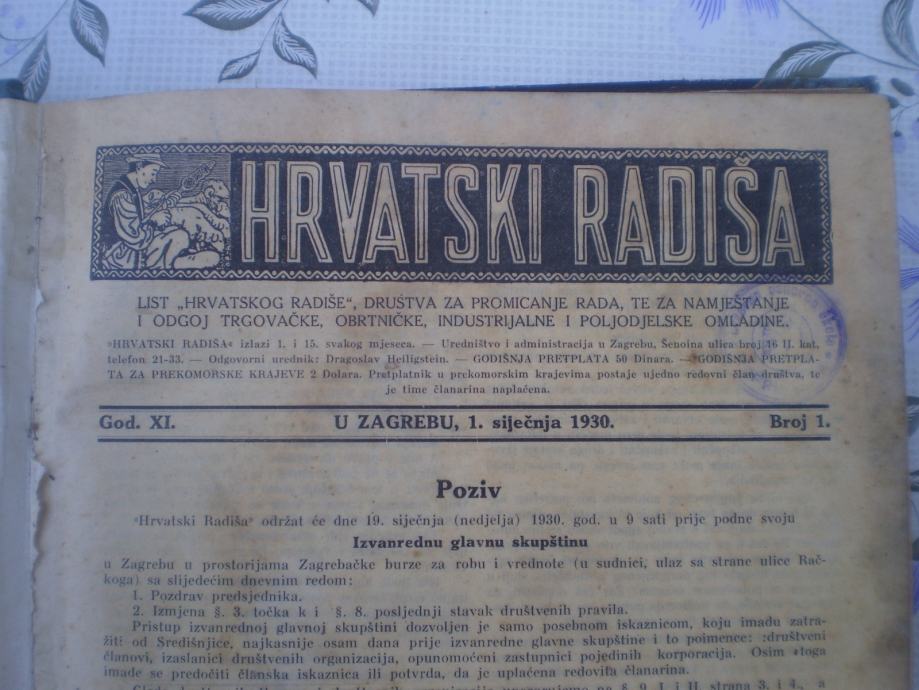 HRVATSKI RADIŠA
LIST „HRVATSKOG RADIŠE“, DRUŠTVA ZA PROMICANJE RADA, TE ZA NAMJEŠTANJE
I ODGOJ TRGOVAČKE, OBRTNIČKE, INDUSTRIJALNE I POLJODJELSKE OMLADINE.
»HRVATSKI RADIŠA« izlazi 1. i 15. svakog mjeseca. — Uredništvo i administracija u Zagrebu, Šenoina ulica broj 16 II. kat,
telefon 21-33. — Odgovorni urednik: Dragoslav Heiligstein. — GODIŠNJA PRETPLATA 50 Dinara. — GODIŠNJA PRETPLA-
TA ZA PREKOMORSKE KRAJEVE 2 Dolara. Pretplatnik u prekomorskim krajevima postaje ujedno redovni član društva, te
je time članarina naplaćena.
God. XI. U ZAGREBU, 1. siječnja 1930. Broj 1.
Poziv
»Hrvatski Radiša« održat će dne 19. siječnja (nedjelja) 1930. god. u 9 sati prije podne svoju
Izvanrednu glavnu skupštinu
u Zagrebu u prostorijama Zagrebačke burze za robu i vrednote (u sudnici, ulaz sa strane ulice Rač-
koga) sa slijedećim dnevnim redom:
1. Pozdrav predsjednika.
2. Izmjena §. 3. točka k i §. 8. posljednji stavak društvenih pravila.
Pristup izvanrednoj glavnoj skupštini dozvoljen je samo posebnom iskaznicom, koju imadu zatra-
žiti od Središnjice, najkasnije osam dana prije izvanredne glavne skupštine i to poimence: društveni
članovi, izaslanici društvenih organizacija, opunomoćeni zastupnici pojedinih korporacija. Osim toga
imade se predočiti članska iskaznica ili potvrda, da je uplaćena redovita članarina.